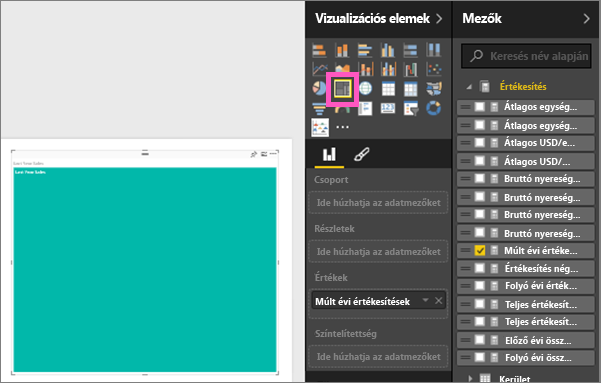 Vizualizációs elemek
Mezők
Keresés név alapján
Értékesítés
Átlagos egység...
Átlagos egység...
Átlagos USD/e...
Átlagos USD/...
Bruttó nyereség...
Bruttó nyereség...
Bruttó nyereség...
Bruttó nyereség...
Múlt évi értéke...
Értékesítés nég...
Folyó évi érték...
Teljes értékesít...
Teljes értékesít...
Előző évi össz...
Folyó évi össz...
Kerület
Csoport
Ide húzhatja az adatmezőket
Részletek
Ide húzhatja az adatmezőket
Értékek
Múlt évi értékesítések
Színtelítettség
Ide húzhatja az adatmezőket
Last Year Sales
Last Year Sales